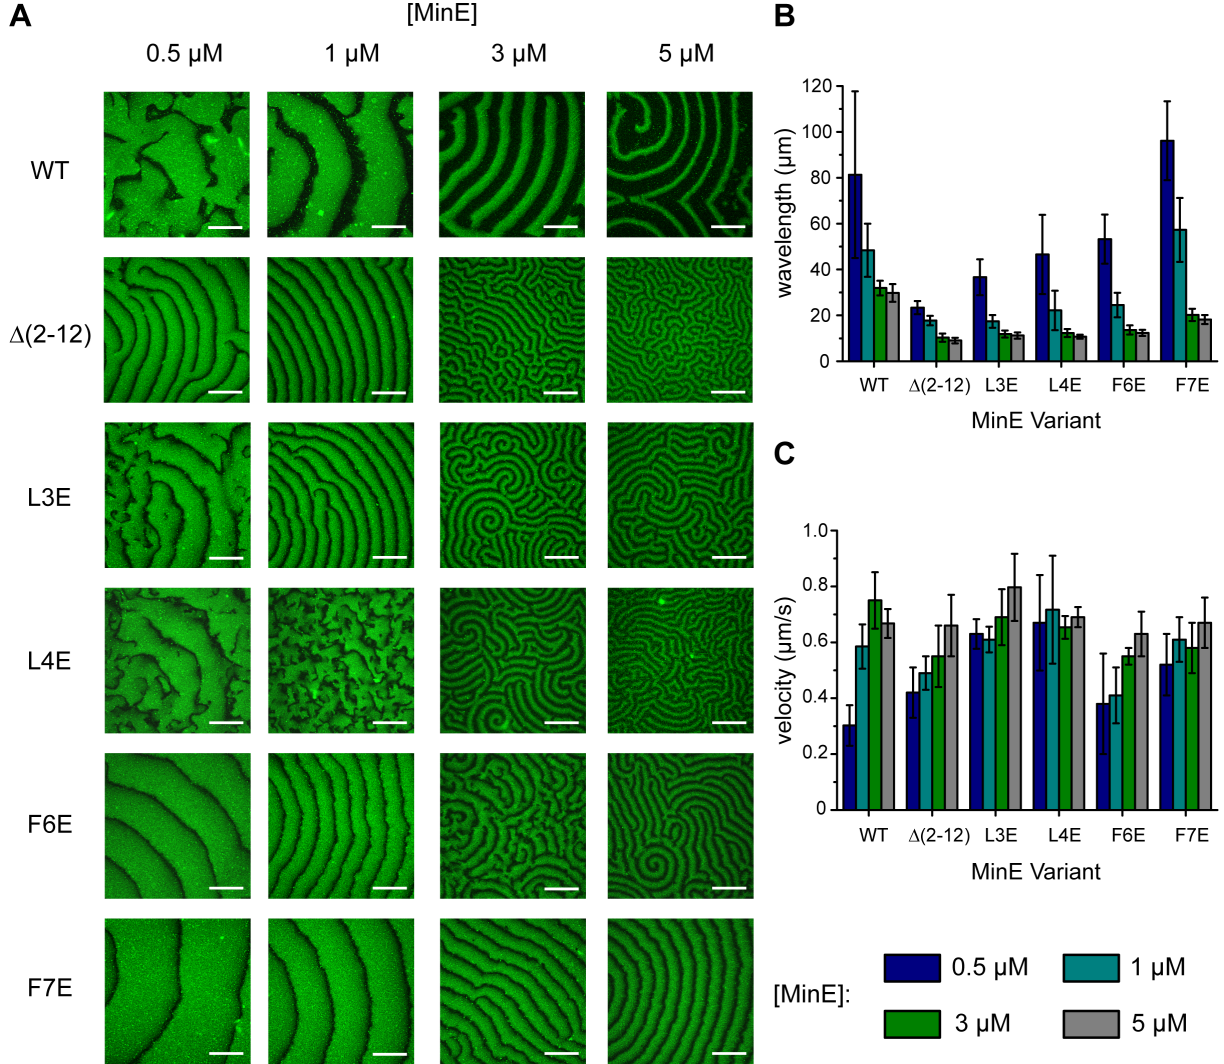 A
[MinE]
0.5 µM
1 µM
3 µM
5 µM
WT
Δ(2-12)
L3E
L4E
F6E
F7E
B
120
100
80
60
40
20
0
wavelength (µm)
WT
Δ(2-12)
L3E
L4E
F6E
F7E
MinE Variant
C
1.0
0.8
0.6
0.4
0.2
0
velocity (µm/s)
WT
Δ(2-12)
L3E
L4E
F6E
F7E
MinE Variant
[MinE]:
0.5 µM
1 µM
3 µM
5 µM